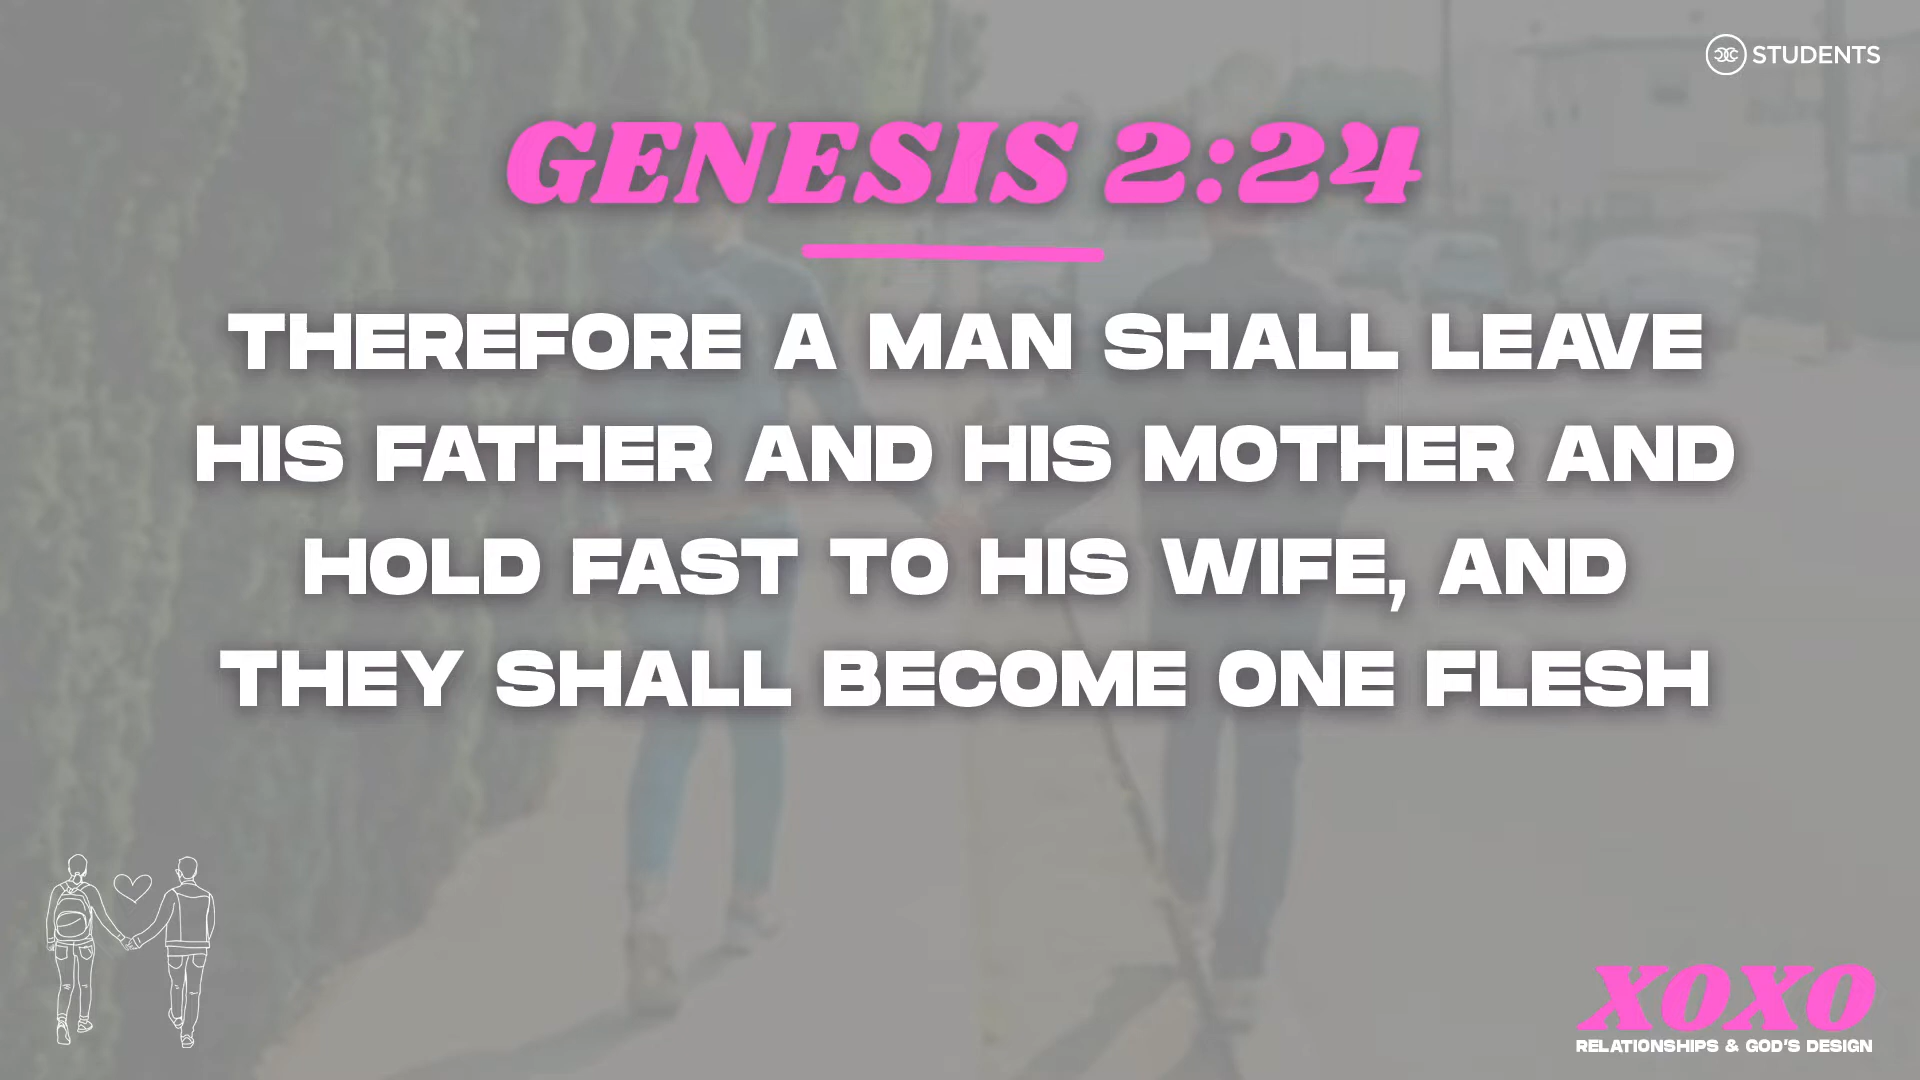 STUDENTS
GENESIS 2:24
THEREFORE A MAN SHALL LEAVE
HIS FATHER AND HIS MOTHER AND
HOLD FAST TO HIS WIFE, AND
THEY SHALL BECOME ONE FLESH
XOXO
RELATIONSHIPS & GOD'S DESIGN